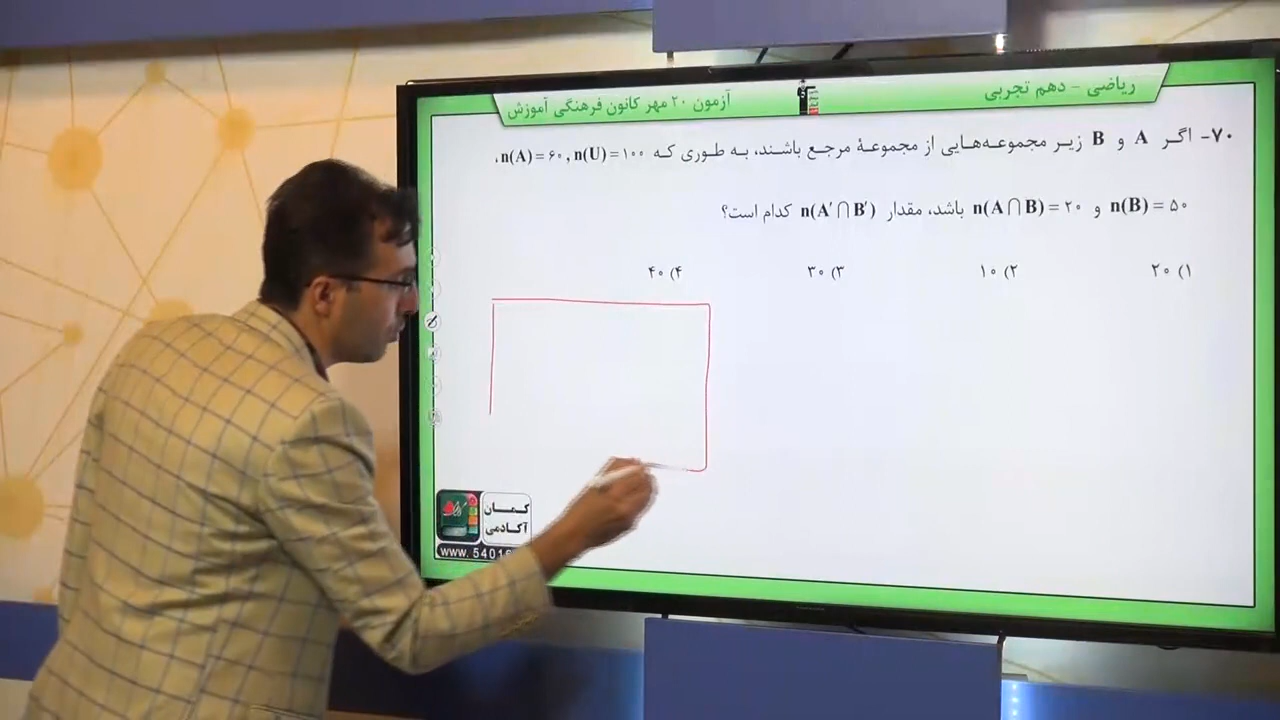 ریاضی - دهم تجربی
آزمون ۲۰ مهر کانون فرهنگی آموزش
۷۰- اگر A و B زیر مجموعه‌هایی از مجموعهٔ مرجع باشند، به طوری که n(A)=۶۰, n(U)=۱۰۰،
n(B)=۵۰ و n(A∩B)=۲۰ باشد، مقدار n(A′∩B′) کدام است؟
۱) ۲۰ ۲) ۱۰ ۳) ۳۰ ۴) ۴۰
کمان
آکادمی
www. 5401